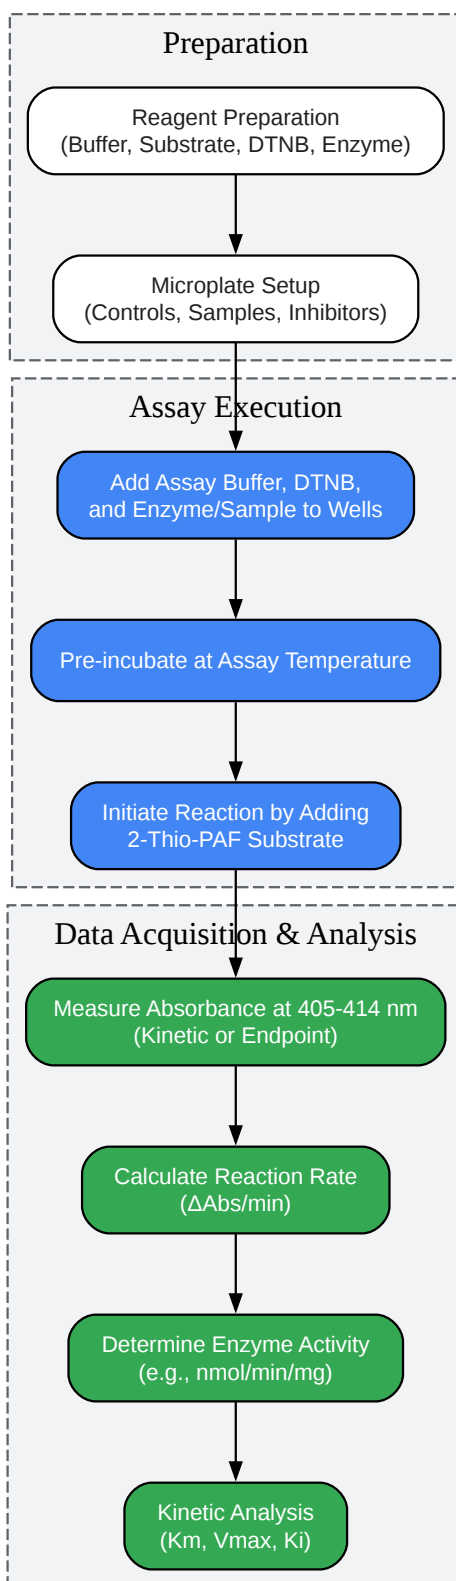 Preparation
Reagent Preparation
(Buffer, Substrate, DTNB, Enzyme)
Microplate Setup
(Controls, Samples, Inhibitors)
Assay Execution
Add Assay Buffer, DTNB,
and Enzyme/Sample to Wells
Pre-incubate at Assay Temperature
Initiate Reaction by Adding
2-Thio-PAF Substrate
Data Acquisition & Analysis
Measure Absorbance at 405-414 nm
(Kinetic or Endpoint)
Calculate Reaction Rate
(ΔAbs/min)
Determine Enzyme Activity
(e.g., nmol/min/mg)
Kinetic Analysis
(Km, Vmax, Ki)